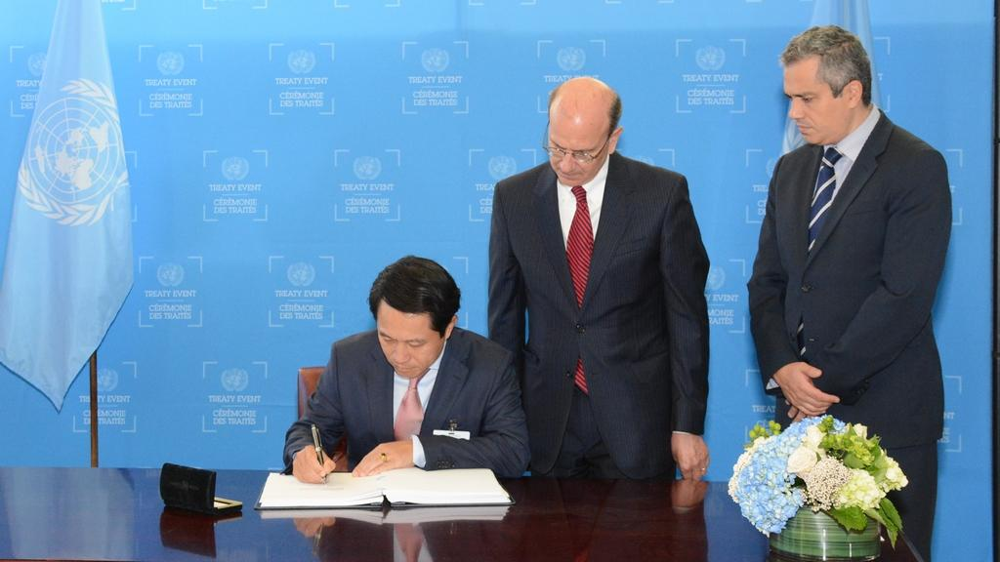 TREATY EVENT
CÉRÉMONIE
DES TRAITÉS